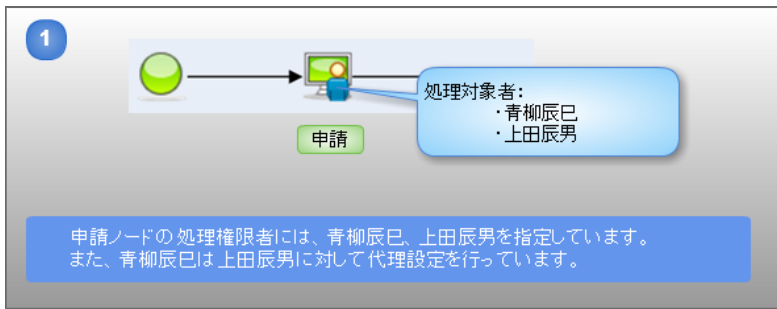 1
処理対象者:
・青柳辰巳
・上田辰男
申請
申請ノードの処理権限者には、青柳辰巳、上田辰男を指定しています。
また、青柳辰巳は上田辰男に対して代理設定を行っています。